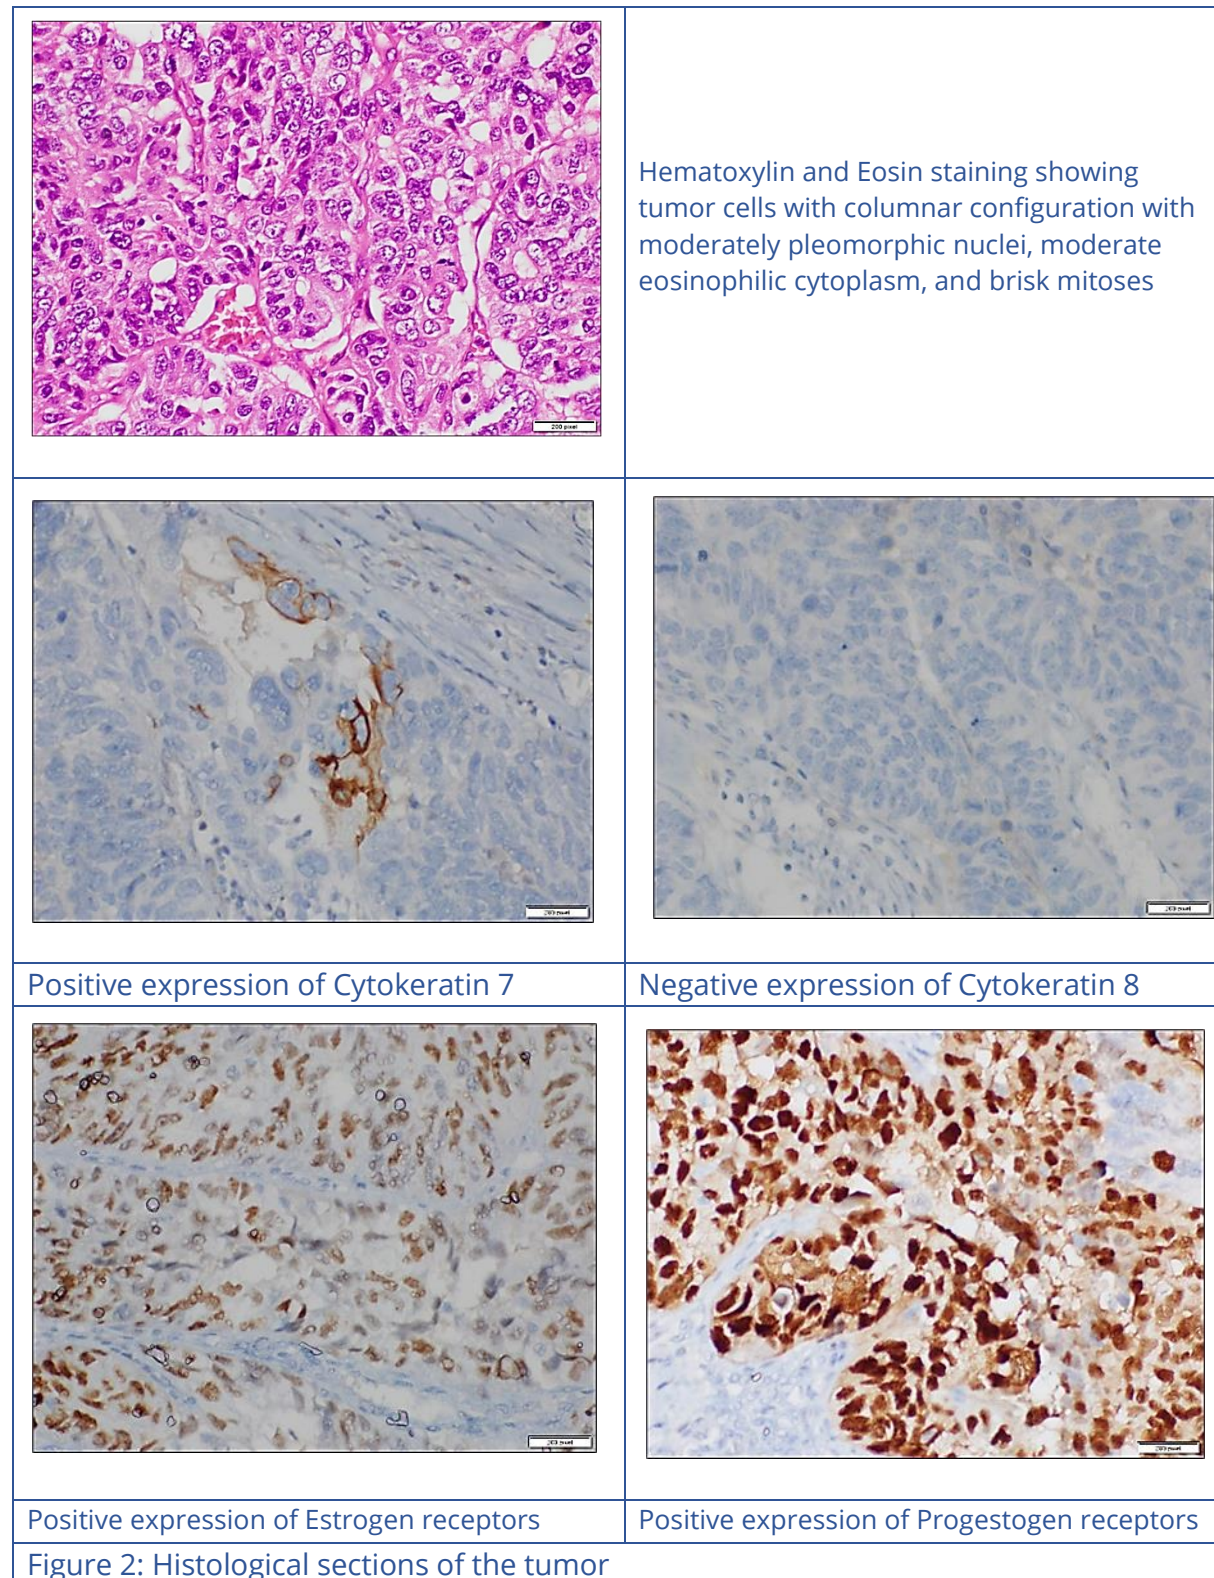 Hematoxylin and Eosin staining showing
tumor cells with columnar configuration with
moderately pleomorphic nuclei, moderate
eosinophilic cytoplasm, and brisk mitoses
200 pixel
Positive expression of Cytokeratin 7
Negative expression of Cytokeratin 8
Positive expression of Estrogen receptors
Positive expression of Progestogen receptors
Figure 2: Histological sections of the tumor